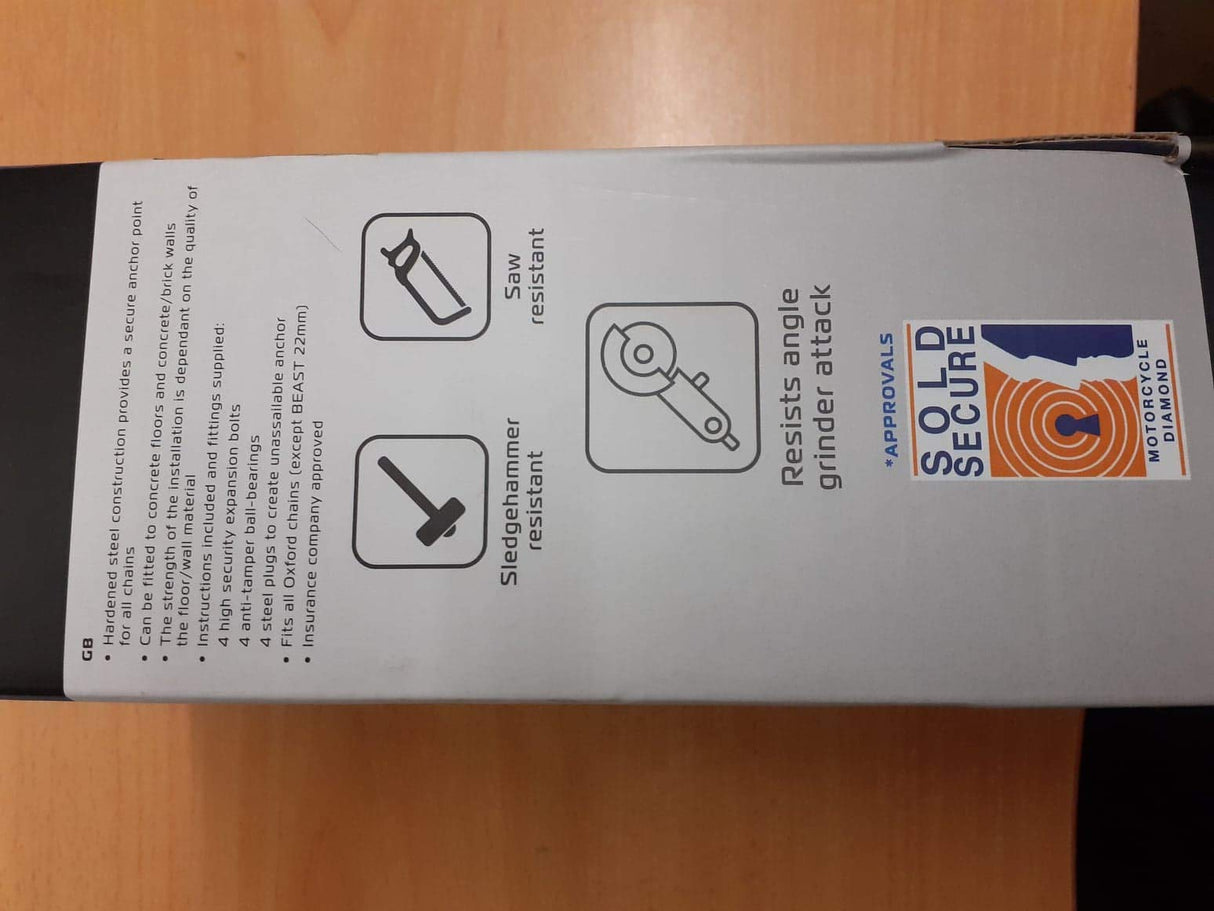 GB
• Hardened steel construction provides a secure anchor point
for all chains
• Can be fitted to concrete floors and concrete/brick walls
• The strength of the installation is dependant on the quality of
the floor/wall material
• Instructions included and fittings supplied:
4 high security expansion bolts
4 anti-tamper ball-bearings
4 steel plugs to create unassailable anchor
• Fits all Oxford chains (except BEAST 22mm)
• Insurance company approved
Sledgehammer
resistant
Saw
resistant
Resists angle
grinder attack
*APPROVALS
SOLD
SECURE
MOTORCYCLE
DIAMOND